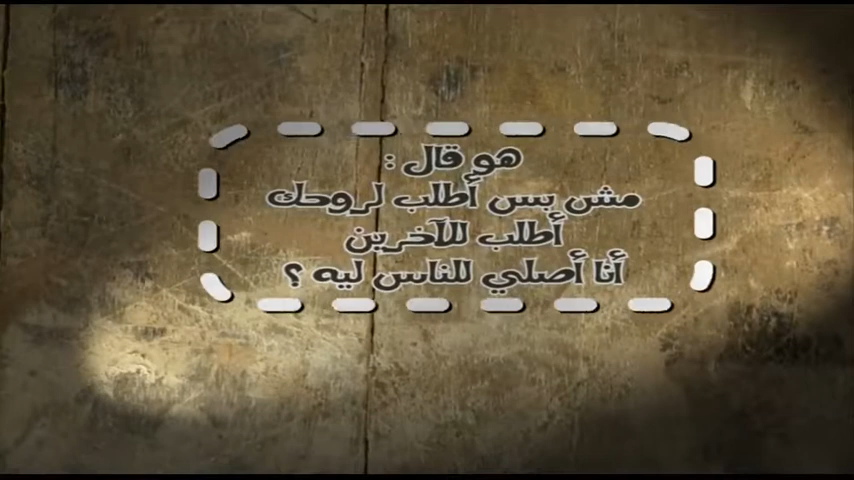 هو قال :
مش بس أطلب لروحك
أطلب للآخرين
أنا أصلي للناس ليه ؟